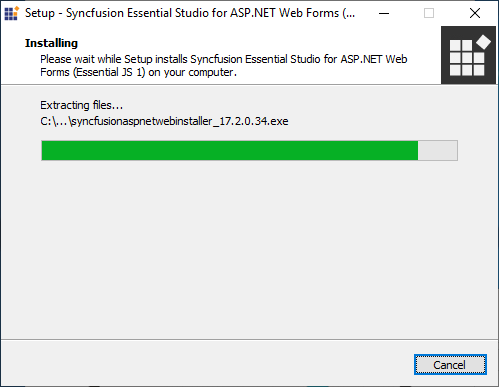 Setup - Syncfusion Essential Studio for ASP.NET Web Forms (...
Installing
Please wait while Setup installs Syncfusion Essential Studio for ASP.NET Web
Forms (Essential JS 1) on your computer.
Extracting files...
C:\...\syncfusionaspnetwebinstaller_17.2.0.34.exe
Cancel